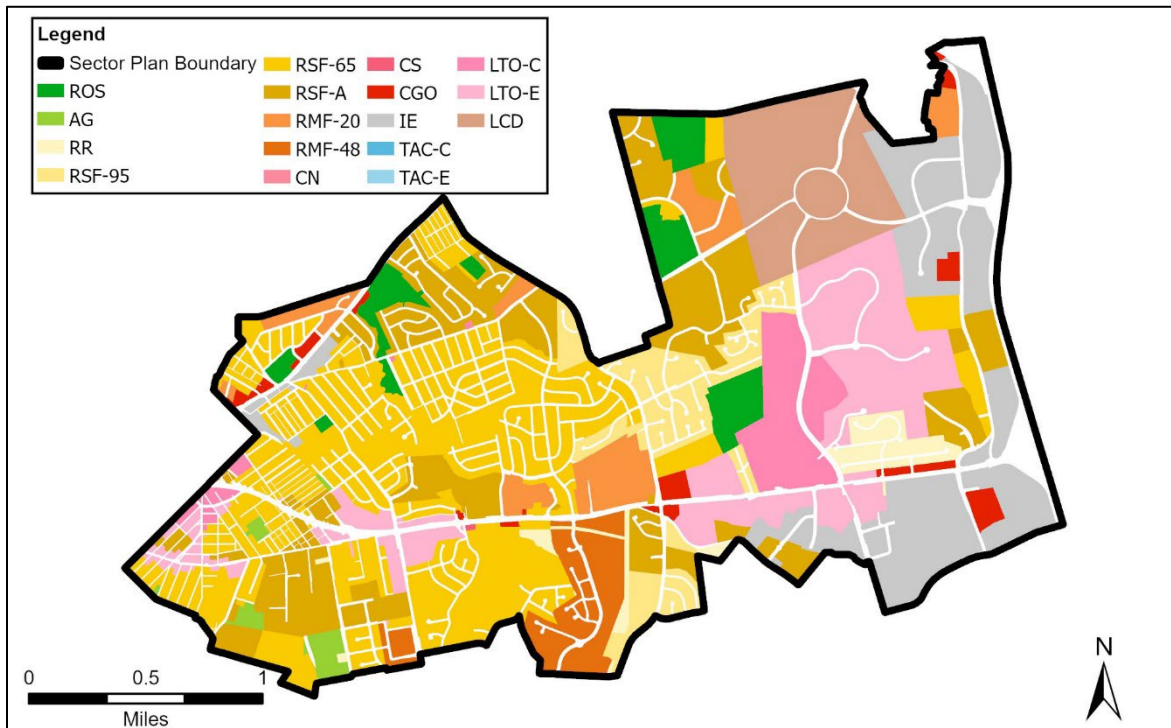 Legend
Sector Plan Boundary
ROS
AG
RR
RSF-95
RSF-65
RSF-A
RMF-20
RMF-48
CS
CGO
IE
TAC-C
CN
TAC-E
LTO-C
LTO-E
LCD
0 0.5 1
Miles
N